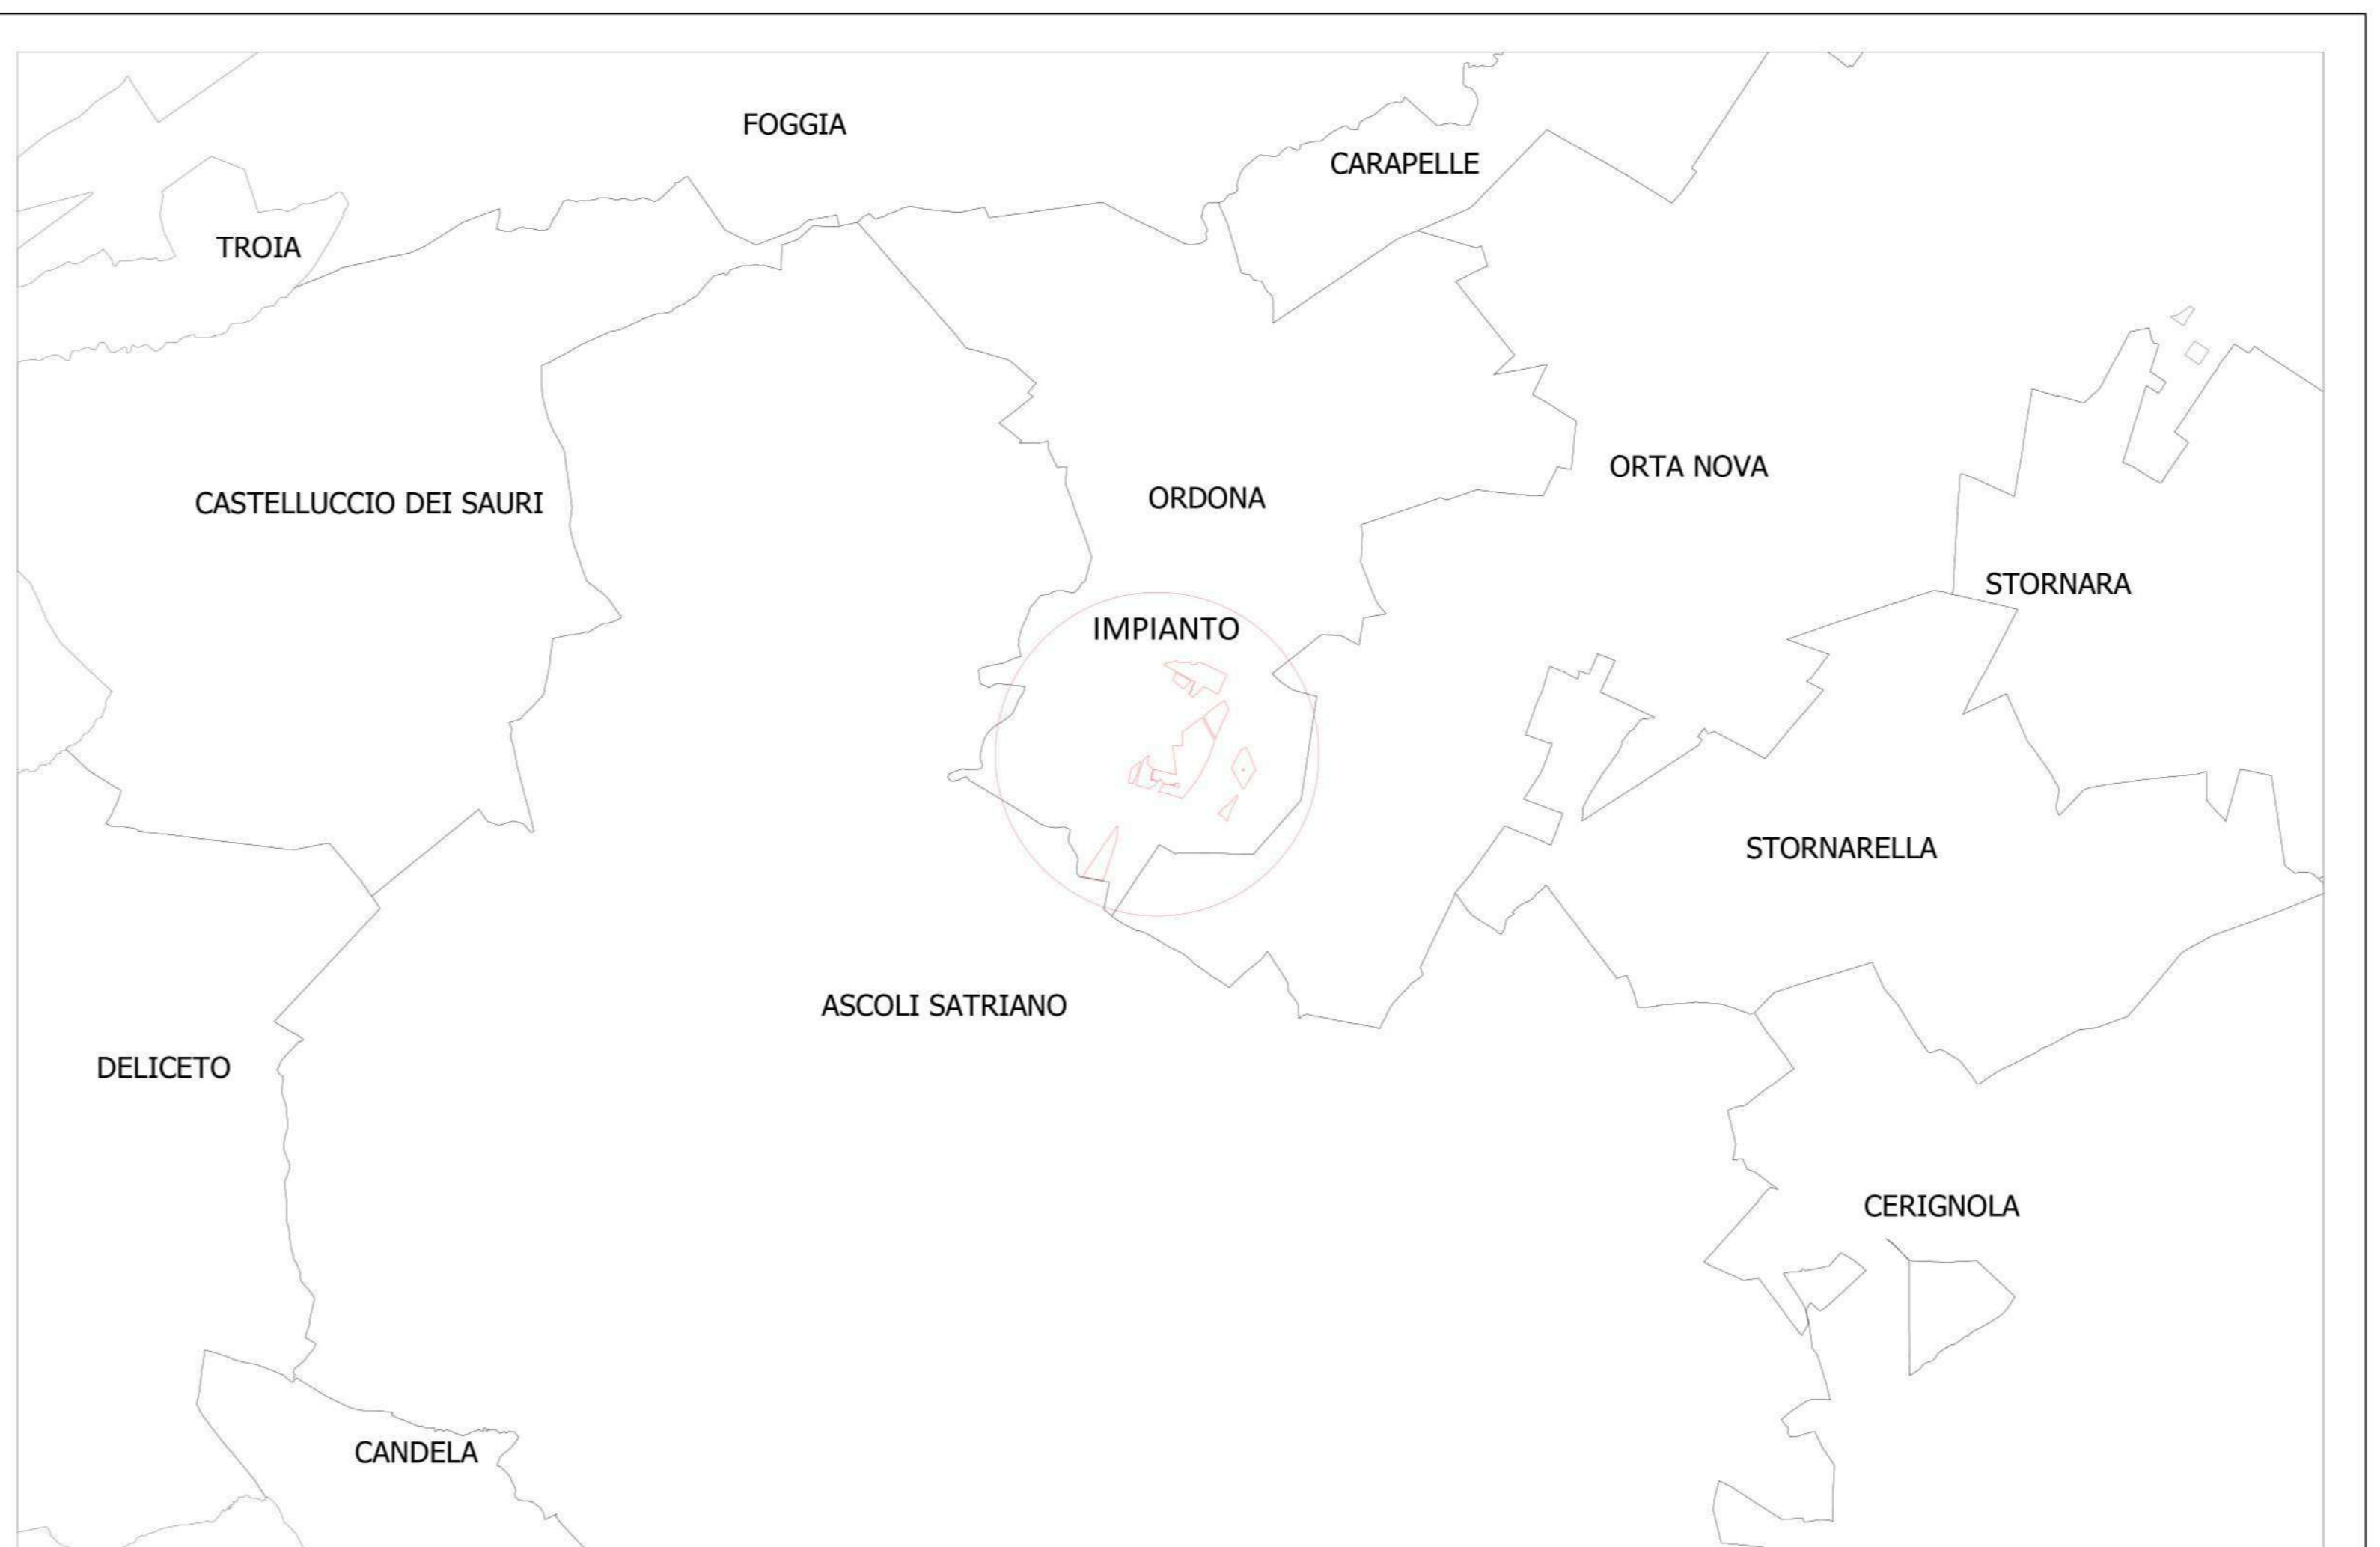 FOGGIA
CARAPELLE
TROIA
ORTA NOVA
CASTELLUCCIO DEI SAURI
ORDONA
STORNARA
IMPIANTO
STORNARELLA
ASCOLI SATRIANO
DELICETO
CERIGNOLA
CANDELA